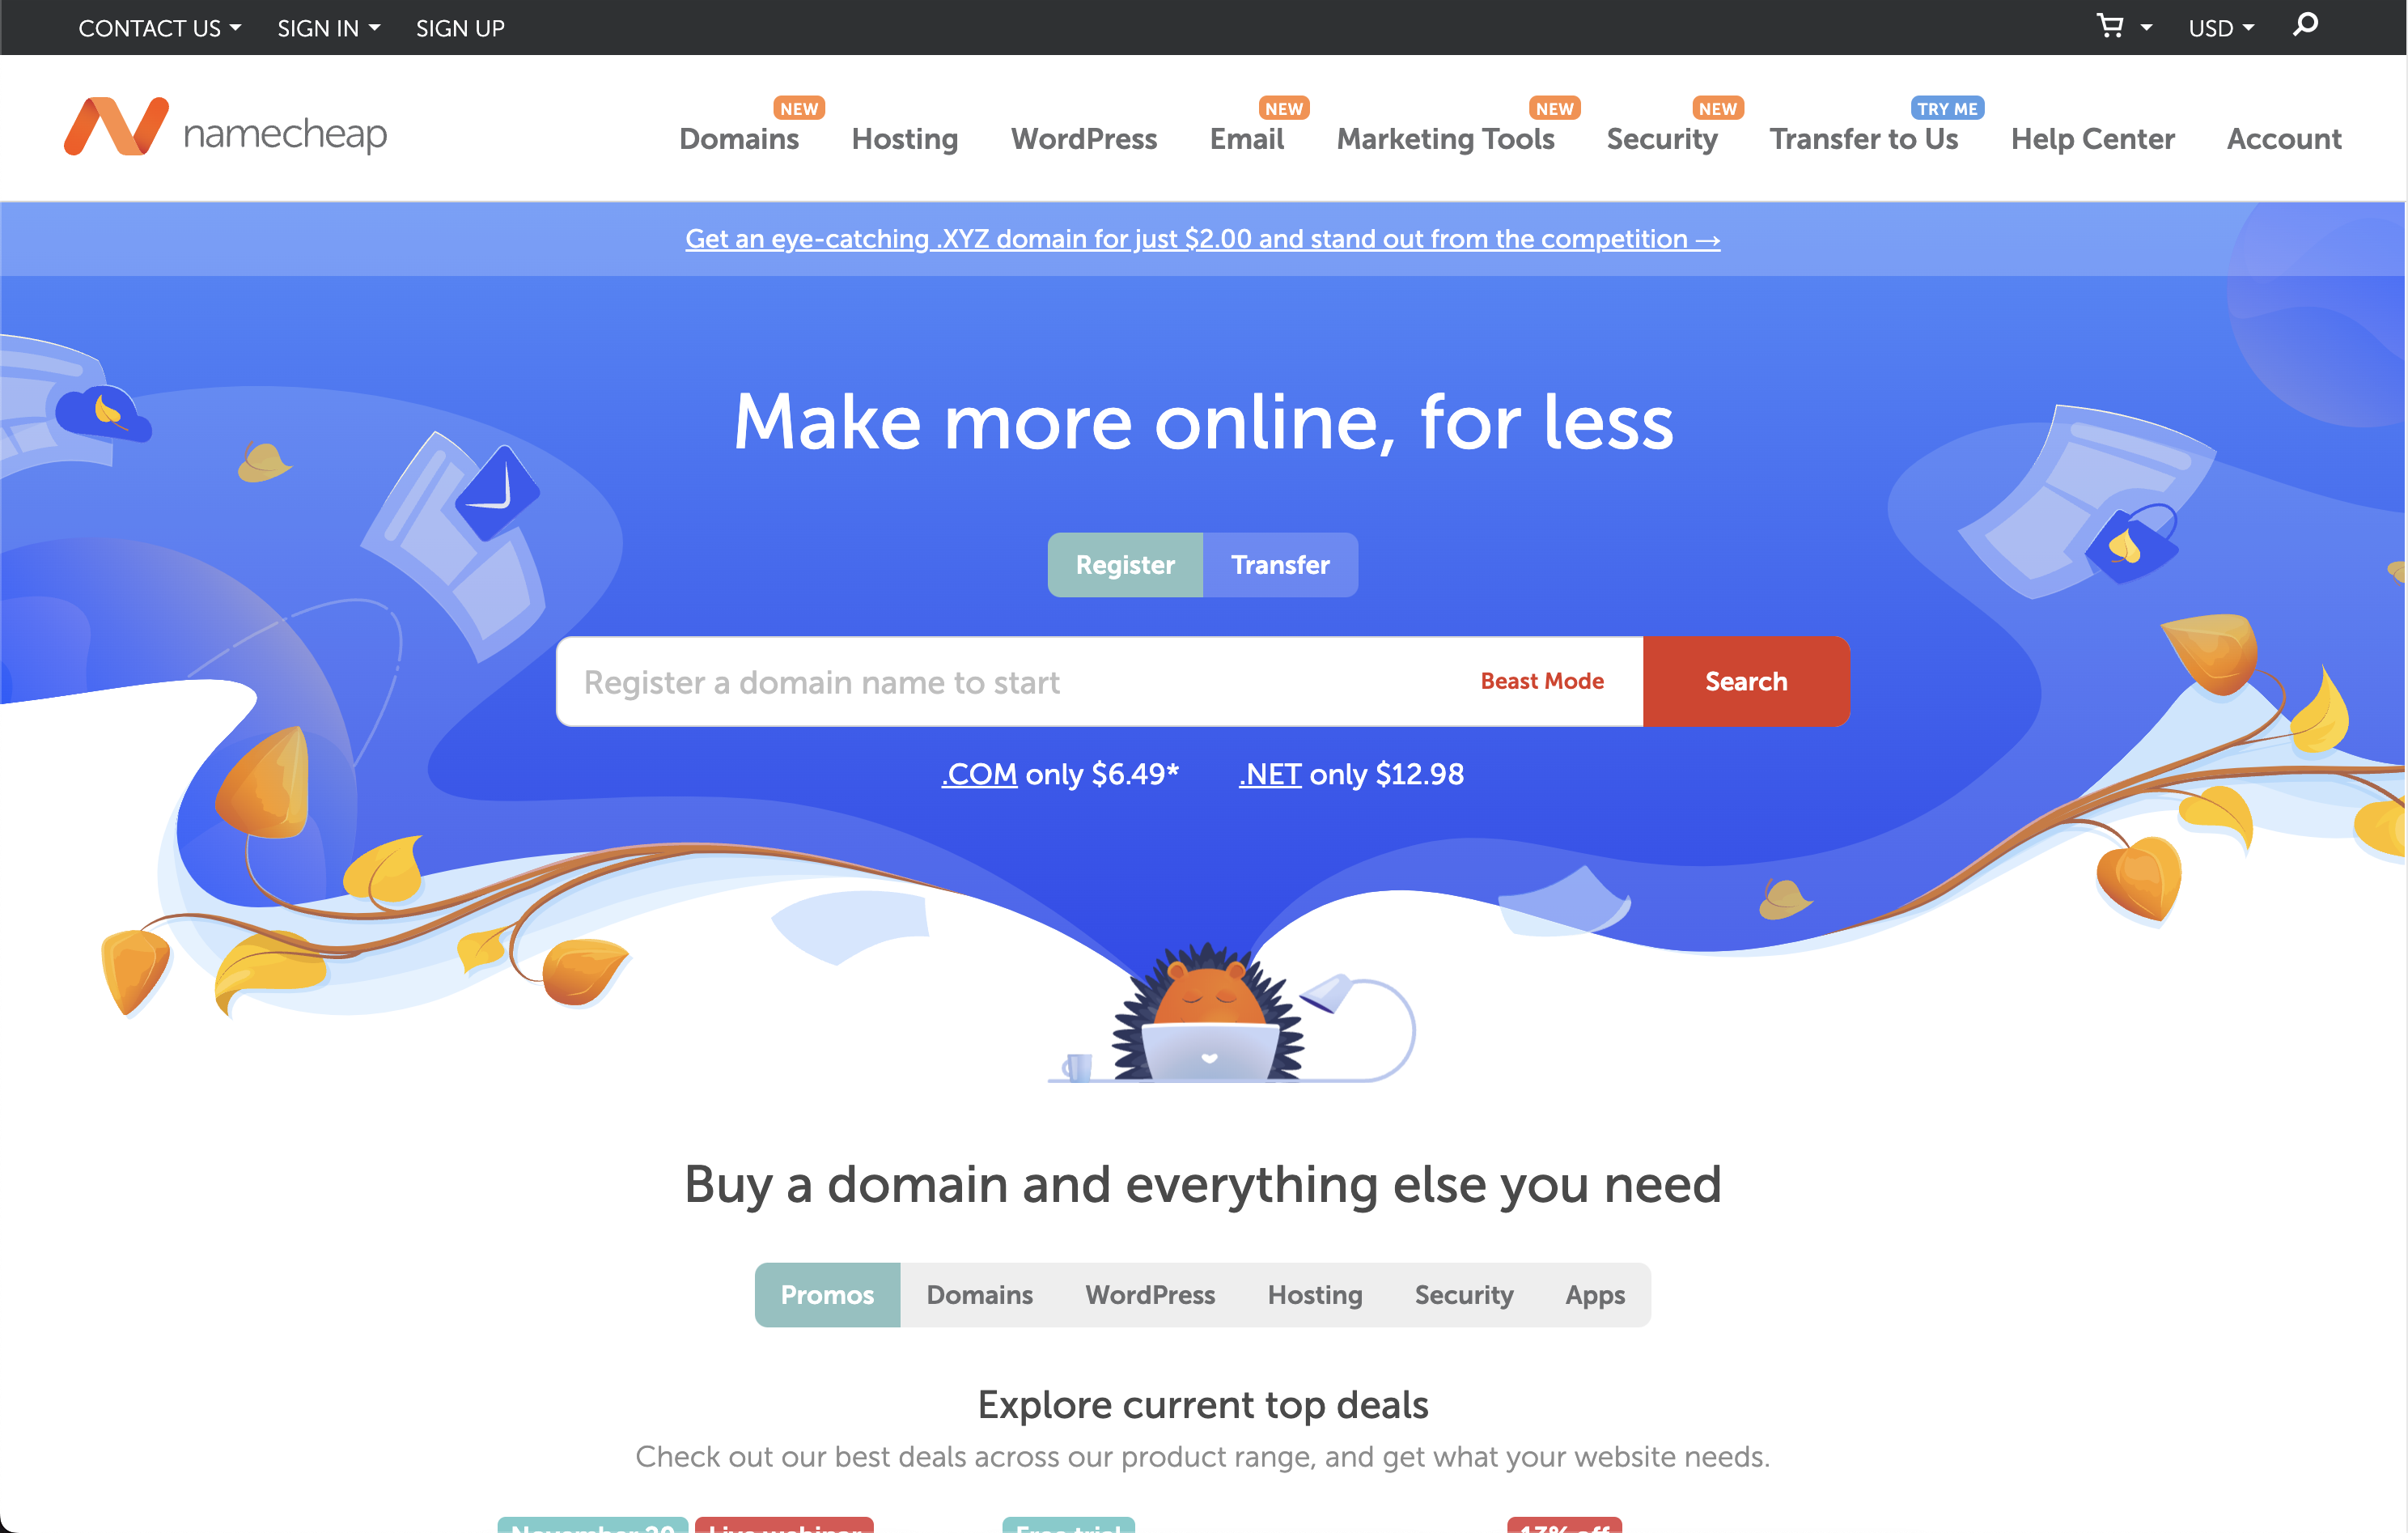 CONTACT US SIGN IN SIGN UP USD
namecheap
NEW NEW NEW NEW TRY ME
Domains Hosting WordPress Email Marketing Tools Security Transfer to Us Help Center Account
Get an eye-catching .XYZ domain for just $2.00 and stand out from the competition →
Make more online, for less
Register Transfer
Register a domain name to start Beast Mode Search
.COM only $6.49* .NET only $12.98
Buy a domain and everything else you need
Promos Domains WordPress Hosting Security Apps
Explore current top deals
Check out our best deals across our product range, and get what your website needs.
Live webinar Free trial